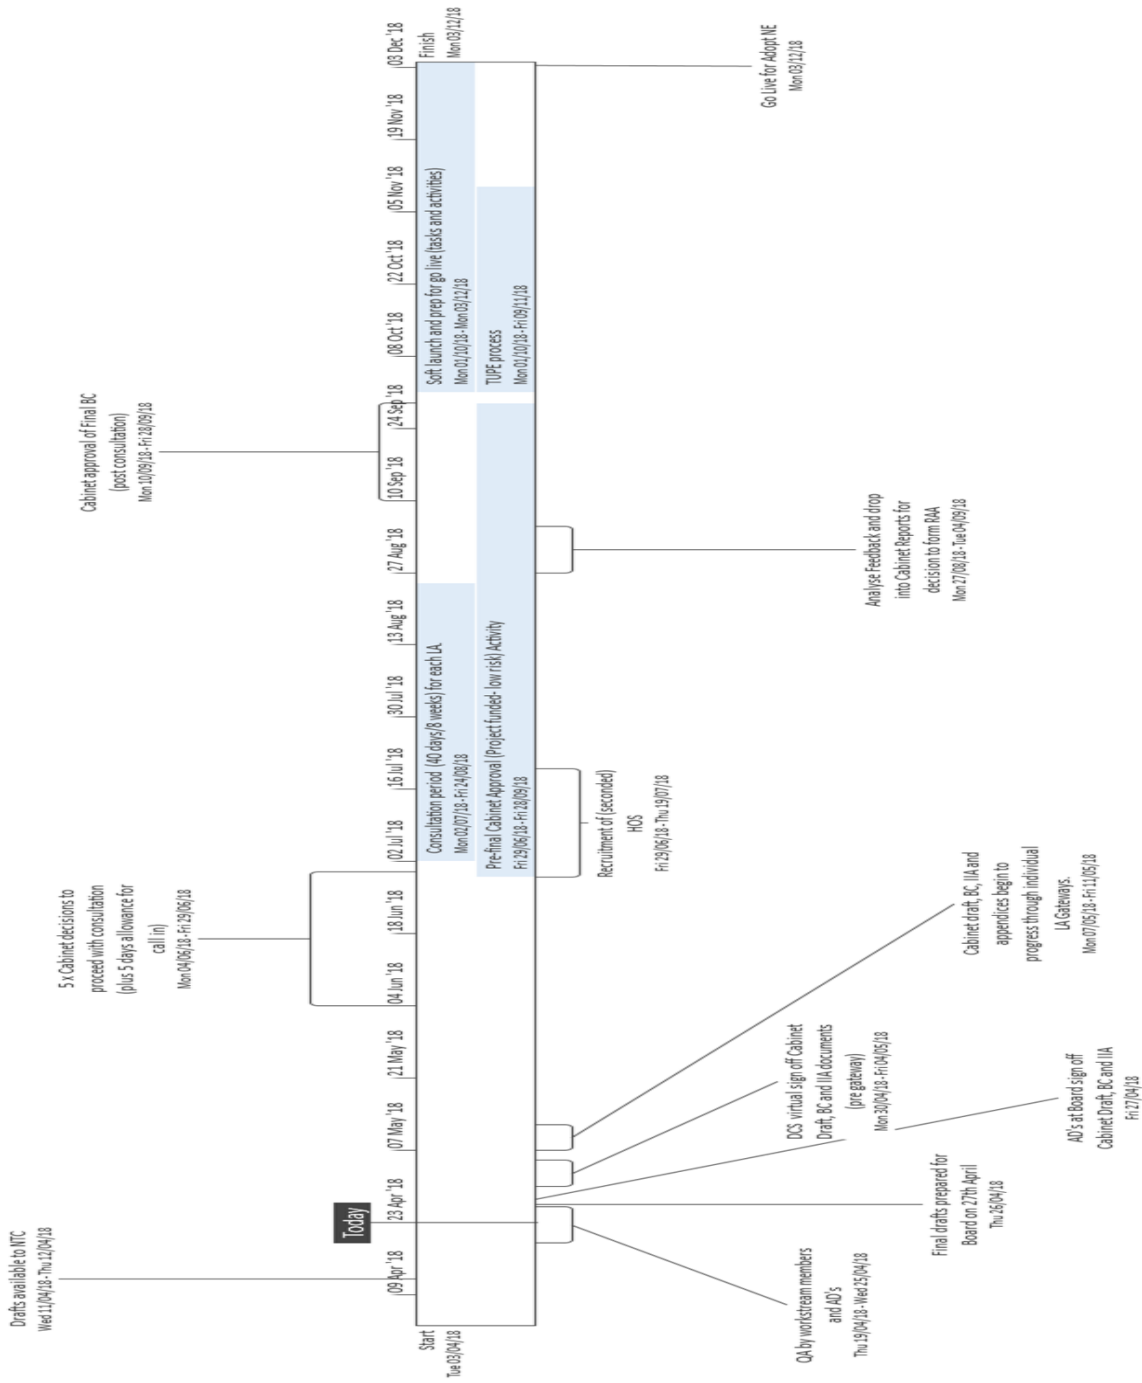 Drafts available to NTC
Wed 11/04/18 - Thu 12/04/18
5 x Cabinet decisions to
proceed with consultation
(plus 5 days allowance for
call in)
Mon 04/06/18 - Fri 29/06/18
Cabinet approval of Final BC
(post consultation)
Mon 10/09/18 - Fri 28/09/18
Today
09 Apr '18
23 Apr '18
07 May '18
21 May '18
04 Jun '18
18 Jun '18
02 Jul '18
16 Jul '18
30 Jul '18
13 Aug '18
27 Aug '18
10 Sep '18
24 Sep '18
08 Oct '18
22 Oct '18
05 Nov '18
19 Nov '18
03 Dec '18
Start
Tue 03/04/18
Consultation period (40 days/8 weeks) for each LA
Mon 02/07/18 - Fri 24/08/18
Soft launch and prep for go live (tasks and activities)
Mon 01/10/18 - Mon 03/12/18
Finish
Mon 03/12/18
Pre-final Cabinet Approval (Project funded- low risk) Activity
Fri 29/06/18 - Fri 28/09/18
TUPE process
Mon 01/10/18 - Fri 09/11/18
QA by workstream members
and AD's
Thu 19/04/18 - Wed 25/04/18
Final drafts prepared for
Board on 27th April
Thu 26/04/18
AD's at Board sign off
Cabinet Draft, BC and IIA
Fri 27/04/18
DCS virtual sign off Cabinet
Draft, BC and IIA documents
(pre gateway)
Mon 30/04/18 - Fri 04/05/18
Cabinet draft, BC, IIA and
appendices begin to
progress through individual
LA Gateways.
Mon 07/05/18 - Fri 11/05/18
Recruitment of (seconded)
HOS
Fri 29/06/18 - Thu 19/07/18
Analyse Feedback and drop
into Cabinet Reports for
decision to form RAA
Mon 27/08/18 - Tue 04/09/18
Go Live for Adopt NE
Mon 03/12/18